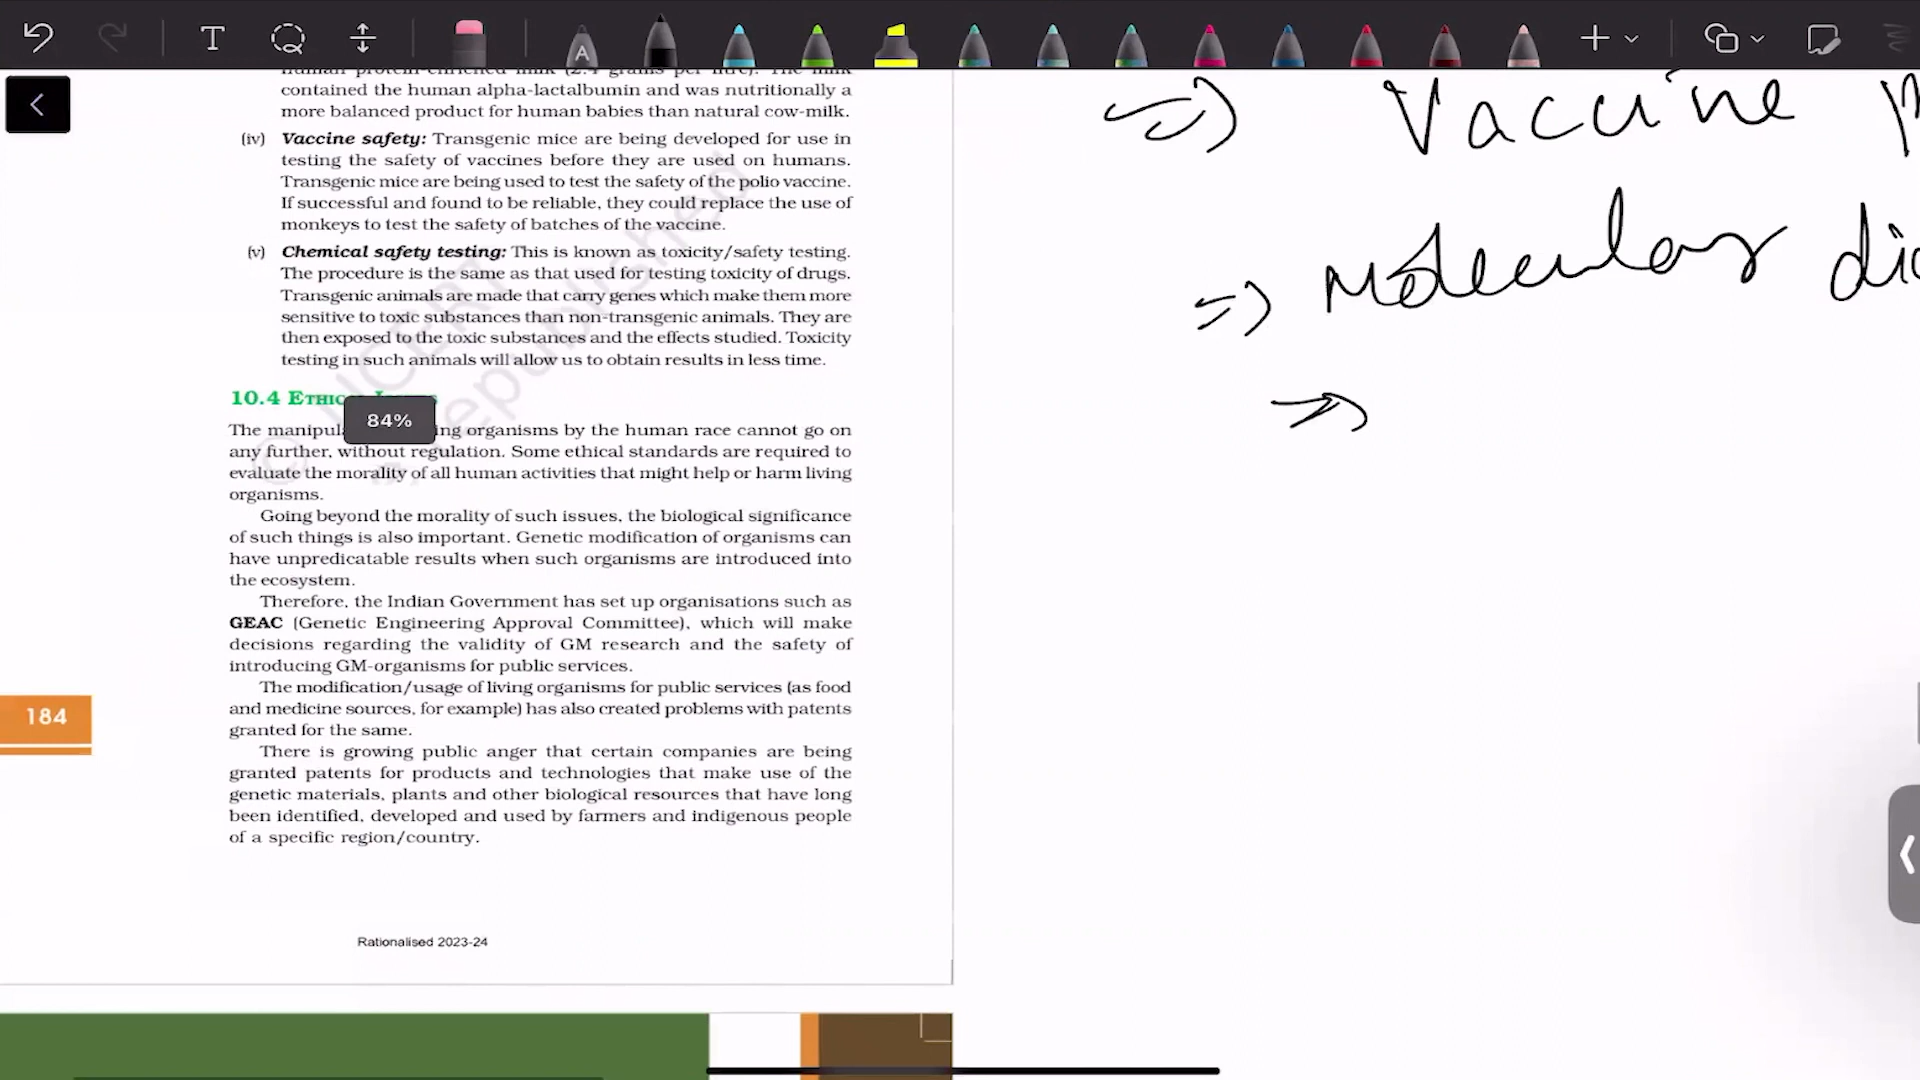 T
A
human protein-enriched milk (2.4 grams per litre). The milk
contained the human alpha-lactalbumin and was nutritionally a
more balanced product for human babies than natural cow-milk.
(iv) Vaccine safety: Transgenic mice are being developed for use in
testing the safety of vaccines before they are used on humans.
Transgenic mice are being used to test the safety of the polio vaccine.
If successful and found to be reliable, they could replace the use of
monkeys to test the safety of batches of the vaccine.
(v) Chemical safety testing: This is known as toxicity/safety testing.
The procedure is the same as that used for testing toxicity of drugs.
Transgenic animals are made that carry genes which make them more
sensitive to toxic substances than non-transgenic animals. They are
then exposed to the toxic substances and the effects studied. Toxicity
testing in such animals will allow us to obtain results in less time.
10.4 ETHIC
84%
The manipul ng organisms by the human race cannot go on
any further, without regulation. Some ethical standards are required to
evaluate the morality of all human activities that might help or harm living
organisms.
Going beyond the morality of such issues, the biological significance
of such things is also important. Genetic modification of organisms can
have unpredicatable results when such organisms are introduced into
the ecosystem.
Therefore, the Indian Government has set up organisations such as
GEAC (Genetic Engineering Approval Committee), which will make
decisions regarding the validity of GM research and the safety of
introducing GM-organisms for public services.
The modification/usage of living organisms for public services (as food
and medicine sources, for example) has also created problems with patents
granted for the same.
There is growing public anger that certain companies are being
granted patents for products and technologies that make use of the
genetic materials, plants and other biological resources that have long
been identified, developed and used by farmers and indigenous people
of a specific region/country.
184
Rationalised 2023-24
© NCERT
republished
=> Vaccine
=> Molecular di
=>